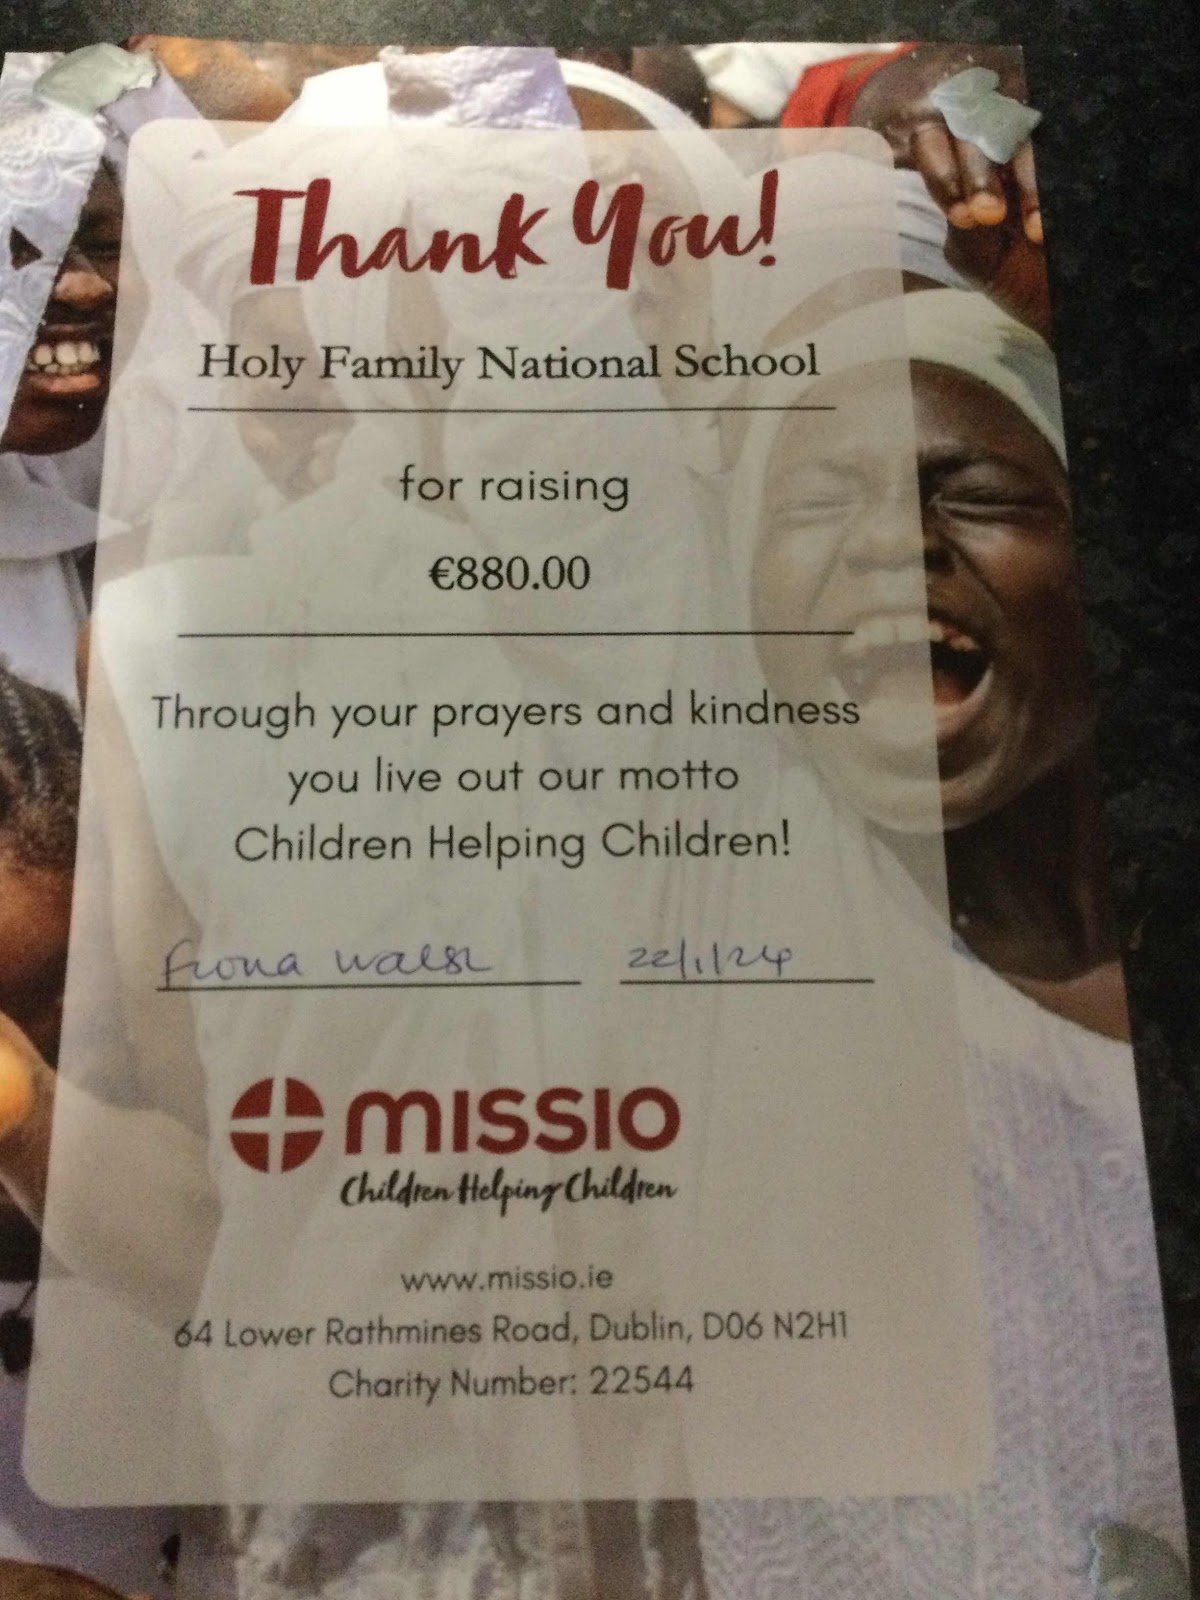 Thank You!
Holy Family National School
for raising
€880.00
Through your prayers and kindness
you live out our motto
Children Helping Children!
Fiona Walsh 22/1/24
missio
Children Helping Children
www.missio.ie
64 Lower Rathmines Road, Dublin, D06 N2H1
Charity Number: 22544